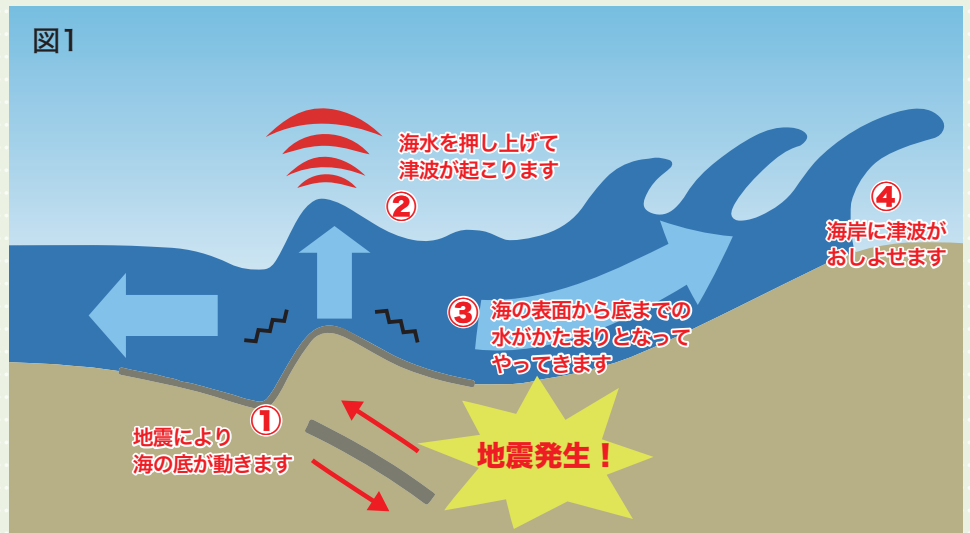 図1
①
地震により
海の底が動きます
②
海水を押し上げて
津波が起こります
③
海の表面から底までの
水がかたまりとなって
やってきます
④
海岸に津波が
おしよせます
地震発生！